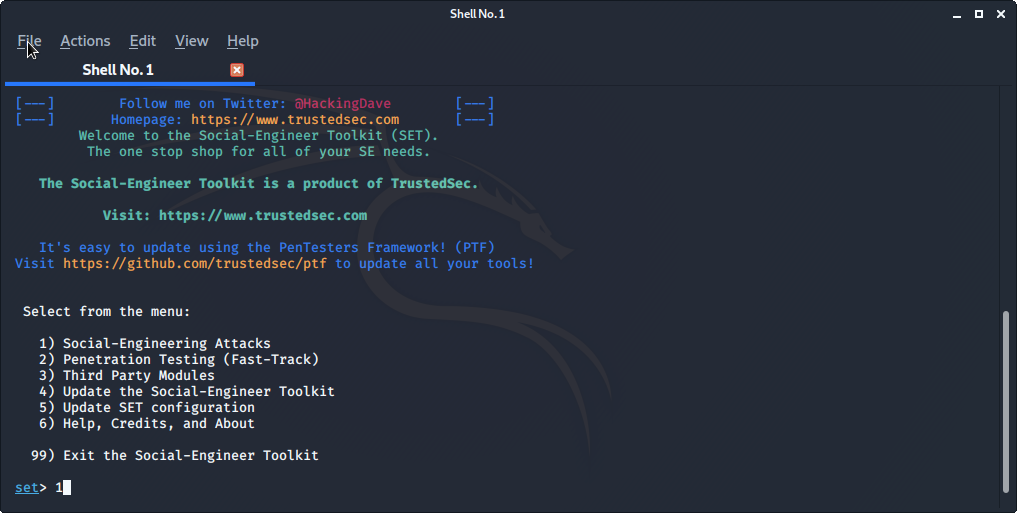 Shell No. 1
File Actions Edit View Help
Shell No. 1
[---] Follow me on Twitter: @HackingDave [---]
[---] Homepage: https://www.trustedsec.com [---]
Welcome to the Social-Engineer Toolkit (SET).
The one stop shop for all of your SE needs.
The Social-Engineer Toolkit is a product of TrustedSec.
Visit: https://www.trustedsec.com
It's easy to update using the PenTesters Framework! (PTF)
Visit https://github.com/trustedsec/ptf to update all your tools!
Select from the menu:
1) Social-Engineering Attacks
2) Penetration Testing (Fast-Track)
3) Third Party Modules
4) Update the Social-Engineer Toolkit
5) Update SET configuration
6) Help, Credits, and About
99) Exit the Social-Engineer Toolkit
set> 1